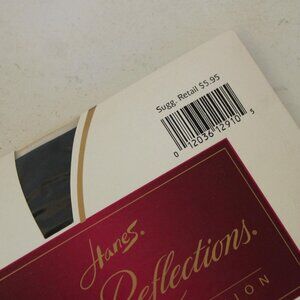 Sugg. Retail $5.95
0 12036 12910 5
Hanes.
Reflections.